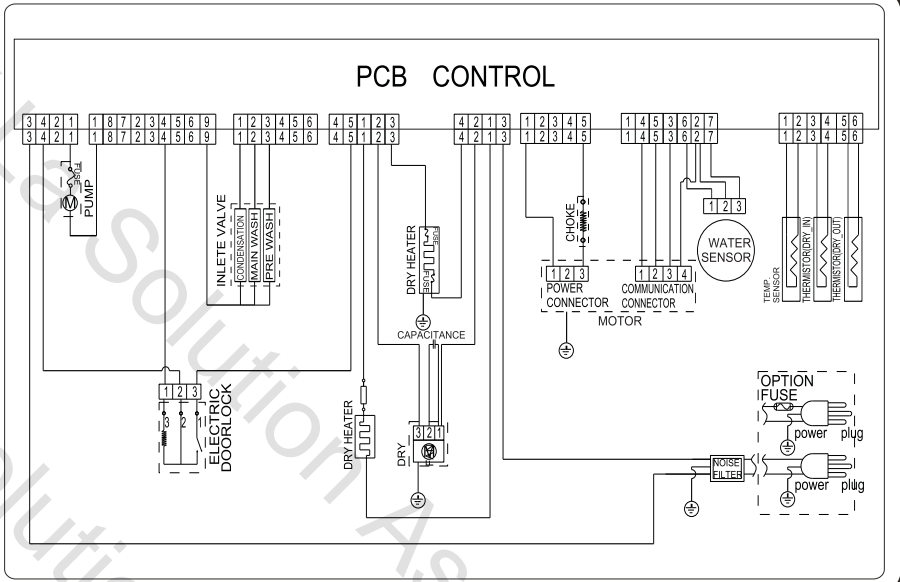 PCB CONTROL
3 4 2 1 1 8 7 2 3 4 5 6 9 1 2 3 4 5 6 4 5 1 2 3 4 2 1 3 1 2 3 4 5 1 4 5 3 6 2 7 1 2 3 4 5 6
3 4 2 1 1 8 7 2 3 4 5 6 9 1 2 3 4 5 6 4 5 1 2 3 4 2 1 3 1 2 3 4 5 1 4 5 3 6 2 7 1 2 3 4 5 6
FUSE
M
PUMP
INLETE VALVE
CONDENSATION
MAIN WASH
PRE WASH
DRY HEATER
FUSE
FUSE
CHOKE
1 2 3
WATER
SENSOR
TEMP.
SENSOR
THERMISTOR(DRY_IN)
THERMISTOR(DRY_OUT)
1 2 3
POWER
CONNECTOR
1 2 3 4
COMMUNICATION
CONNECTOR
MOTOR
CAPACITANCE
1 2 3
3 2 1
ELECTRIC
DOORLOCK
DRY HEATER
DRY
3 2 1
M
NOISE
FILTER
OPTION
FUSE
power plug
power plug
La Solution As
olutio